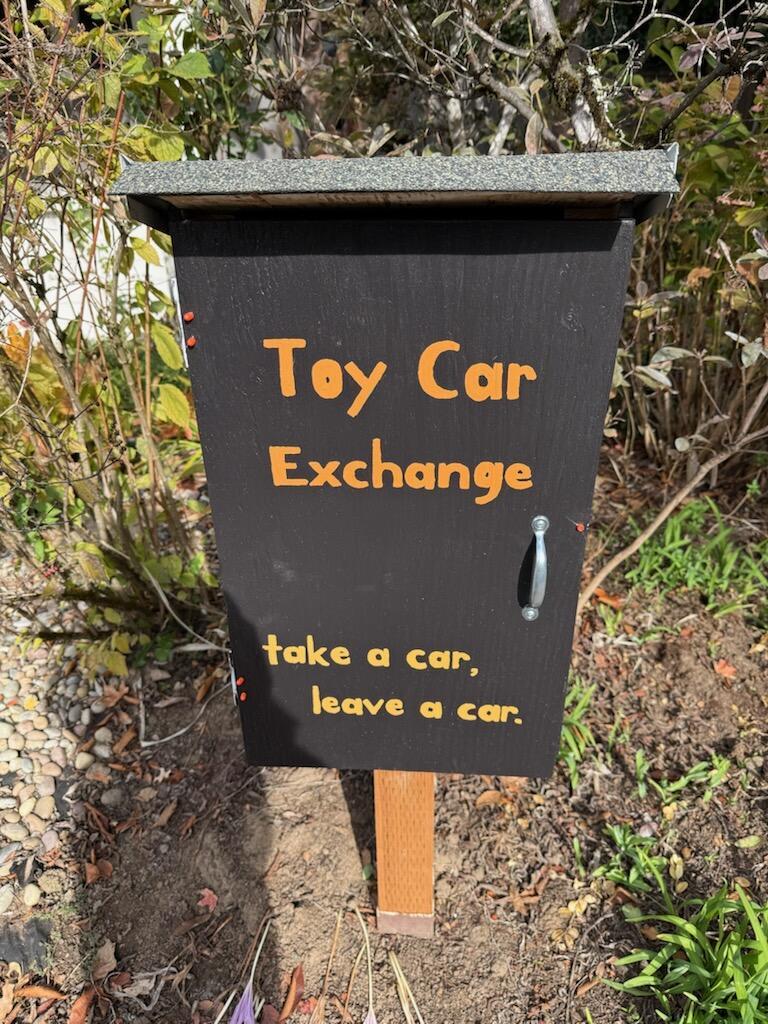 Toy Car
Exchange
take a car,
leave a car.